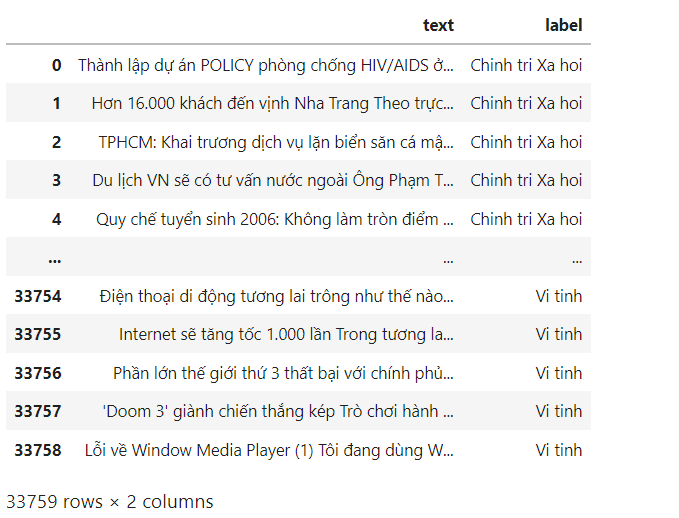 text label
0 Thành lập dự án POLICY phòng chống HIV/AIDS ở... Chinh tri Xa hoi
1 Hơn 16.000 khách đến vịnh Nha Trang Theo trực... Chinh tri Xa hoi
2 TPHCM: Khai trương dịch vụ lặn biển săn cá mậ... Chinh tri Xa hoi
3 Du lịch VN sẽ có tư vấn nước ngoài Ông Phạm T... Chinh tri Xa hoi
4 Quy chế tuyển sinh 2006: Không làm tròn điểm ... Chinh tri Xa hoi
... ... ...
33754 Điện thoại di động tương lai trông như thế nào... Vi tinh
33755 Internet sẽ tăng tốc 1.000 lần Trong tương la... Vi tinh
33756 Phần lớn thế giới thứ 3 thất bại với chính phủ... Vi tinh
33757 'Doom 3' giành chiến thắng kép Trò chơi hành ... Vi tinh
33758 Lỗi về Window Media Player (1) Tôi đang dùng W... Vi tinh
33759 rows × 2 columns